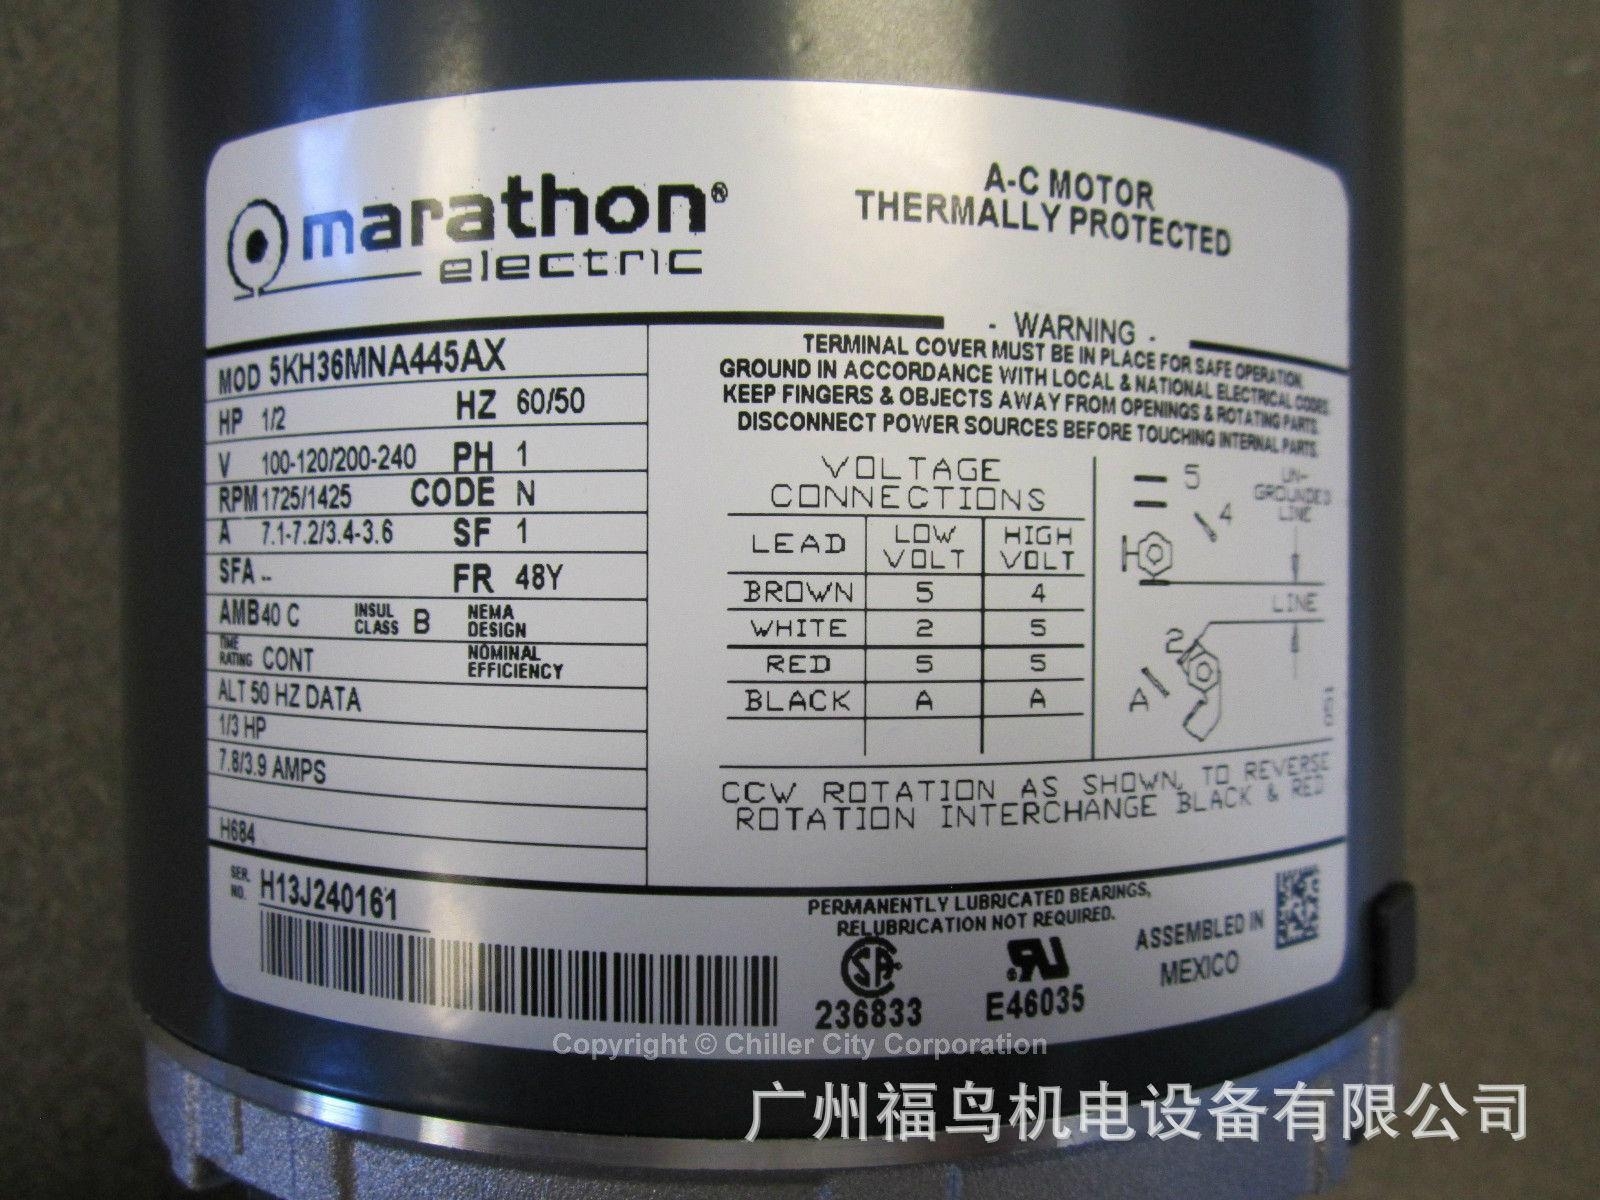 marathon®
electric
A-C MOTOR
THERMALLY PROTECTED
MOD 5KH36MNA445AX
HP 1/2 HZ 60/50
V 100-120/200-240 PH 1
RPM 1725/1425 CODE N
A 7.1-7.2/3.4-3.6 SF 1
SFA -- FR 48Y
AMB 40 C INSUL CLASS B NEMA DESIGN
TIME RATING CONT NOMINAL EFFICIENCY
ALT 50 HZ DATA
1/3 HP
7.8/3.9 AMPS
H684
- WARNING -
TERMINAL COVER MUST BE IN PLACE FOR SAFE OPERATION.
GROUND IN ACCORDANCE WITH LOCAL & NATIONAL ELECTRICAL CODES.
KEEP FINGERS & OBJECTS AWAY FROM OPENINGS & ROTATING PARTS.
DISCONNECT POWER SOURCES BEFORE TOUCHING INTERNAL PARTS.
VOLTAGE
CONNECTIONS
LEAD LOW VOLT HIGH VOLT
BROWN 5 4
WHITE 2 5
RED 5 5
BLACK A A
5
4
UN-
GROUNDED
LINE
LINE
2
A
051
CCW ROTATION AS SHOWN, TO REVERSE
ROTATION INTERCHANGE BLACK & RED
SER. NO. H13J240161
PERMANENTLY LUBRICATED BEARINGS,
RELUBRICATION NOT REQUIRED.
236833
E46035
ASSEMBLED IN
MEXICO
Copyright © Chiller City Corporation
广州福鸟机电设备有限公司